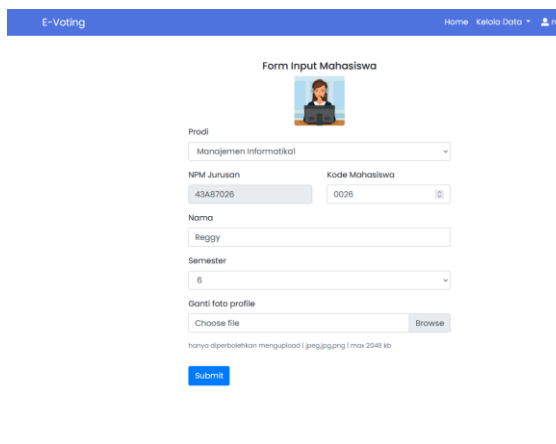 E-Voting Home Kelola Data
Form Input Mahasiswa
Prodi
Manajemen Informatika1
NPM Jurusan Kode Mahasiswa
43A87026 0026
Nama
Reggy
Semester
6
Ganti foto profile
Choose file Browse
hanya diperbolehkan mengupload | jpeg,jpg,png | max 2048 kb
Submit